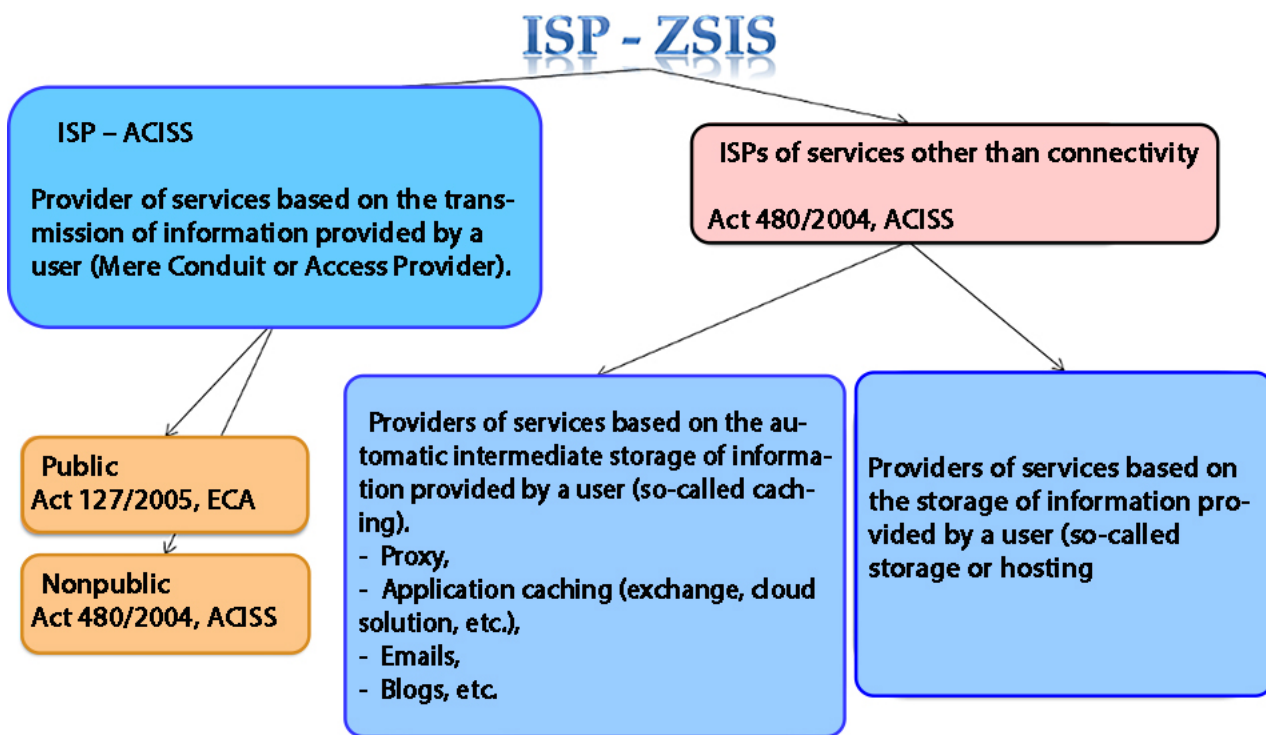 ISP - ZSIS
ISP – ACISS
Provider of services based on the trans-
mission of information provided by a
user (Mere Conduit or Access Provider).
ISPs of services other than connectivity
Act 480/2004, ACISS
Public
Act 127/2005, ECA
Nonpublic
Act 480/2004, ACISS
Providers of services based on the au-
tomatic intermediate storage of informa-
tion provided by a user (so-called cach-
ing).
- Proxy,
- Application caching (exchange, cloud
solution, etc.),
- Emails,
- Blogs, etc.
Providers of services based on
the storage of information pro-
vided by a user (so-called
storage or hosting